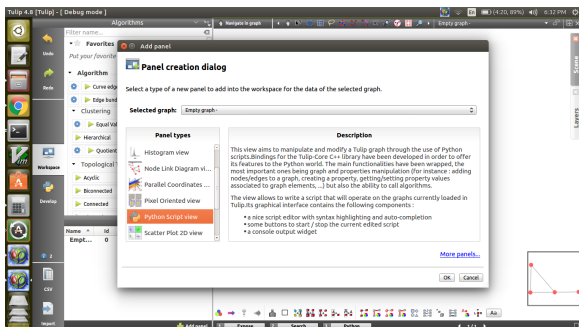 Tulip 4.8 [Tulip] - [ Debug mode ]
En
(4:20, 89%)
6:32 PM
Algorithms
Navigate in graph
Empty graph -
Filter name...
Favorites
Put your favorite
Undo
Redo
Workspace
Develop
CSV
Import
Algorithm
Curve edge
Edge bund
Clustering
Equal Val
Hierarchical
Quotient
Topological
Acyclic
Biconnected
Connected
Name
Id
Empt...
0
Add panel
Panel creation dialog
Select a type of a new panel to add into the workspace for the data of the selected graph.
Selected graph:
Empty graph -
Panel types
Histogram view
Node Link Diagram vi...
Parallel Coordinates ...
Pixel Oriented view
Python Script view
Scatter Plot 2D view
Description
This view aims to manipulate and modify a Tulip graph through the use of Python
scripts.Bindings for the Tulip-Core C++ library have been developed in order to offer
its features to the Python world. The main functionalities have been wrapped, the
most important ones being graph and properties manipulation (for instance : adding
nodes/edges to a graph, creating a property, getting/setting property values
associated to graph elements, ...) but also the ability to call algorithms.
The view allows to write a script that will operate on the graphs currently loaded in
Tulip.Its graphical interface contains the following components :
• a nice script editor with syntax highlighting and auto-completion
• some buttons to start / stop the current edited script
• a console output widget
More panels...
OK
Cancel
Scene
Layers
Aa
Add panel
Expose
Search
Python